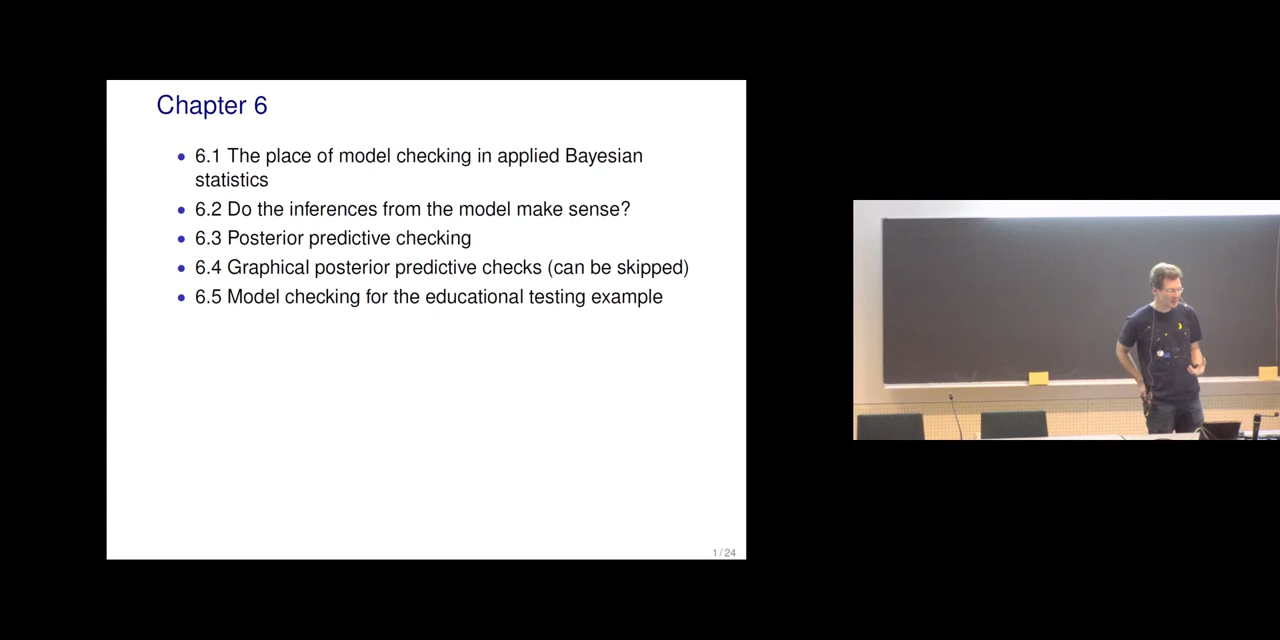 Chapter 6
• 6.1 The place of model checking in applied Bayesian
statistics
• 6.2 Do the inferences from the model make sense?
• 6.3 Posterior predictive checking
• 6.4 Graphical posterior predictive checks (can be skipped)
• 6.5 Model checking for the educational testing example
1 / 24